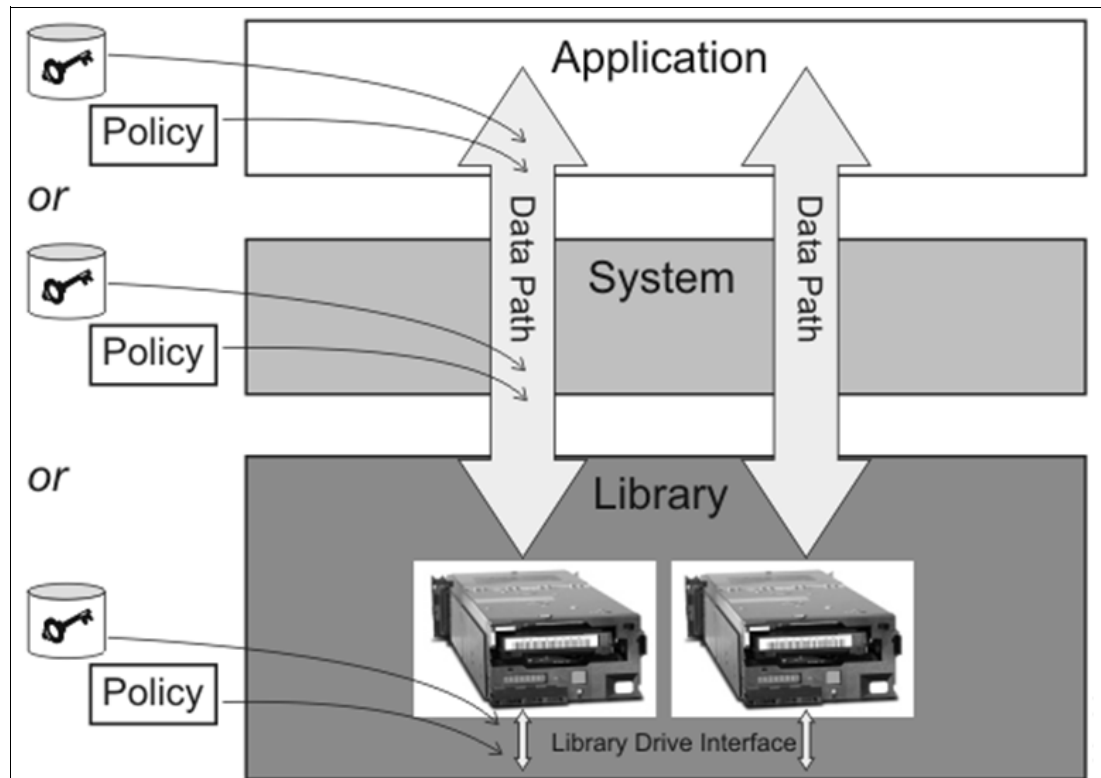 Application
Policy
or
Data Path
Data Path
System
Policy
or
Library
Policy
Library Drive Interface